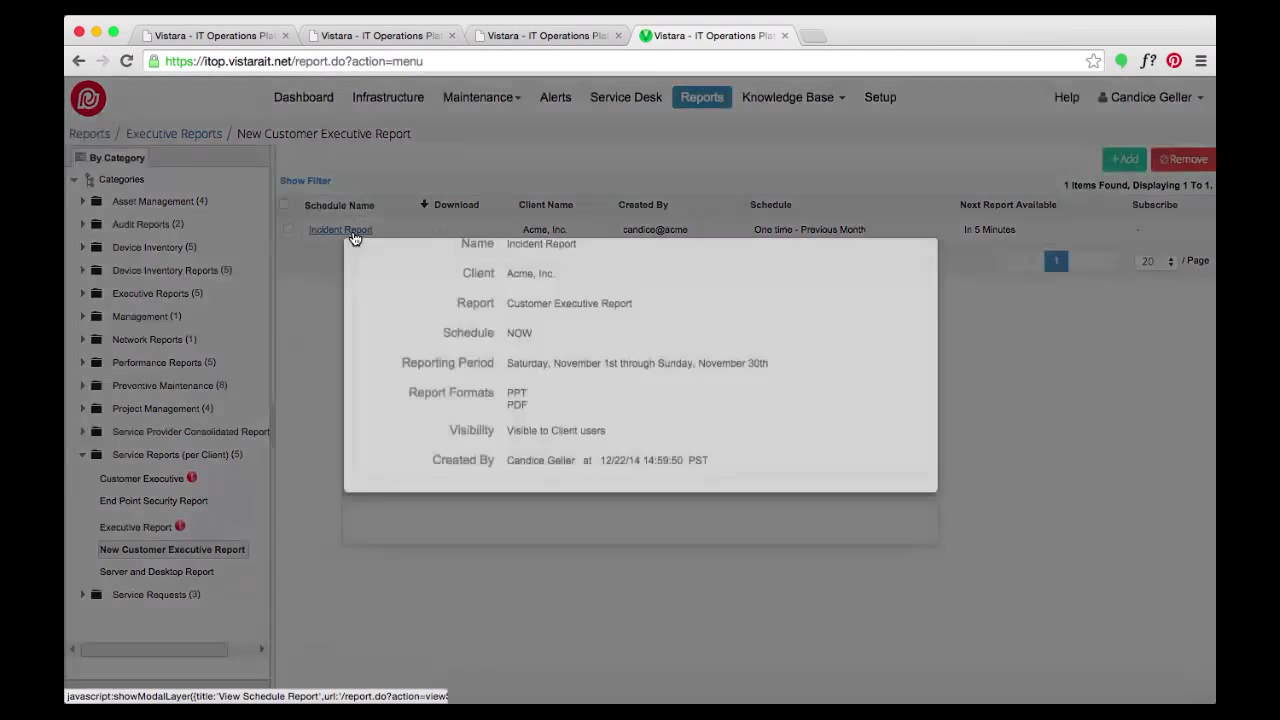 Vistara - IT Operations Pla
Vistara - IT Operations Pla
Vistara - IT Operations Pla
Vistara - IT Operations Pla
https://itop.vistarait.net/report.do?action=menu
f?
Dashboard Infrastructure Maintenance Alerts Service Desk Reports Knowledge Base Setup Help Candice Geller
Reports / Executive Reports / New Customer Executive Report
By Category
+Add Remove
Categories
Show Filter
1 Items Found, Displaying 1 To 1.
Asset Management (4)
Schedule Name Download Client Name Created By Schedule Next Report Available Subscribe
Audit Reports (2)
Incident Report - Acme, Inc. candice@acme One time - Previous Month In 5 Minutes -
Device Inventory (5)
1 20 / Page
Device Inventory Reports (5)
Executive Reports (5)
Management (1)
Network Reports (1)
Performance Reports (5)
Preventive Maintenance (8)
Project Management (4)
Service Provider Consolidated Report
Service Reports (per Client) (5)
Customer Executive
End Point Security Report
Executive Report
New Customer Executive Report
Server and Desktop Report
Service Requests (3)
Name Incident Report
Client Acme, Inc.
Report Customer Executive Report
Schedule NOW
Reporting Period Saturday, November 1st through Sunday, November 30th
Report Formats PPT
PDF
Visibility Visible to Client users
Created By Candice Geller at 12/22/14 14:59:50 PST
javascript:showModalLayer({title:'View Schedule Report',url:'/report.do?action=view